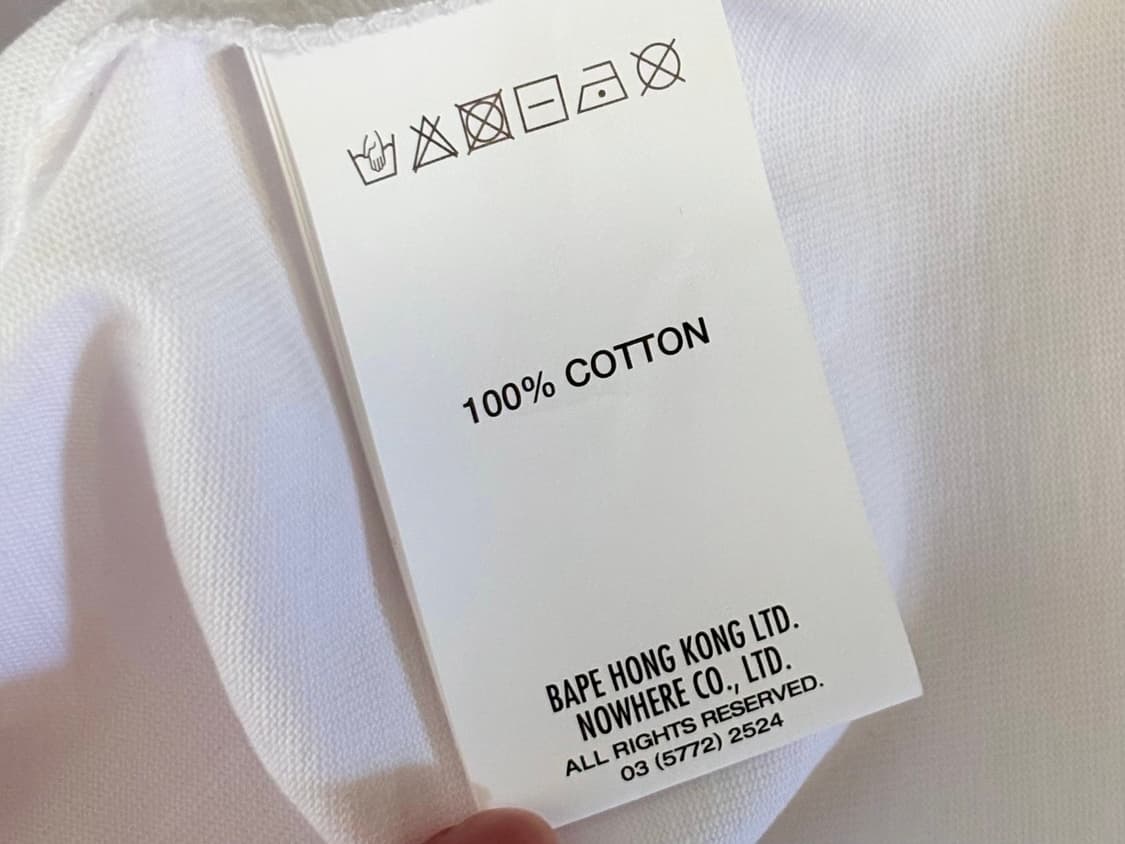 100% COTTON
BAPE HONG KONG LTD.
NOWHERE CO., LTD.
ALL RIGHTS RESERVED.
03 (5772) 2524